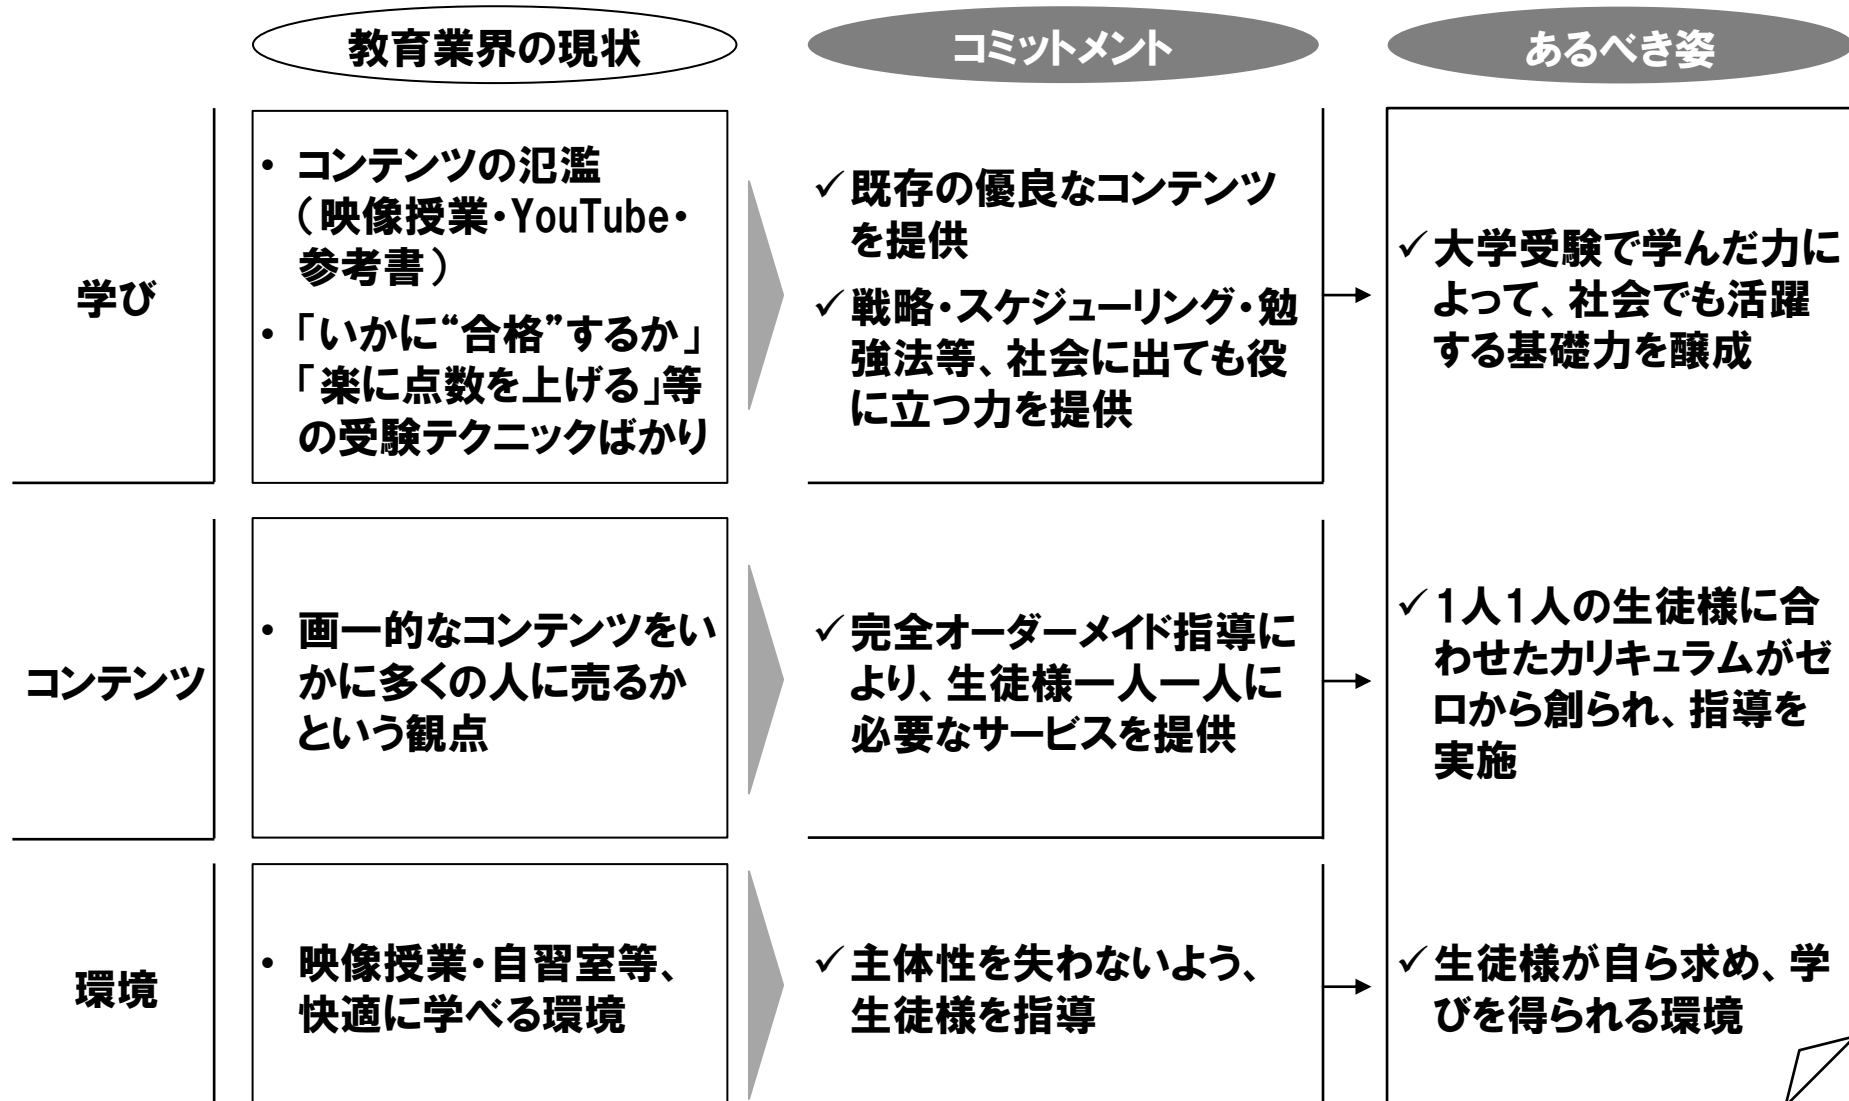 教育業界の現状
コミットメント
あるべき姿
学び
• コンテンツの氾濫
（映像授業・YouTube・
参考書）
• 「いかに“合格”するか」
「楽に点数を上げる」等
の受験テクニックばかり
✓既存の優良なコンテンツ
を提供
✓戦略・スケジューリング・勉
強法等、社会に出ても役
に立つ力を提供
✓大学受験で学んだ力に
よって、社会でも活躍
する基礎力を醸成
コンテンツ
• 画一的なコンテンツをい
かに多くの人に売るか
という観点
✓完全オーダーメイド指導に
より、生徒様一人一人に
必要なサービスを提供
✓1人1人の生徒様に合
わせたカリキュラムがゼ
ロから創られ、指導を
実施
環境
• 映像授業・自習室等、
快適に学べる環境
✓主体性を失わないよう、
生徒様を指導
✓生徒様が自ら求め、学
びを得られる環境